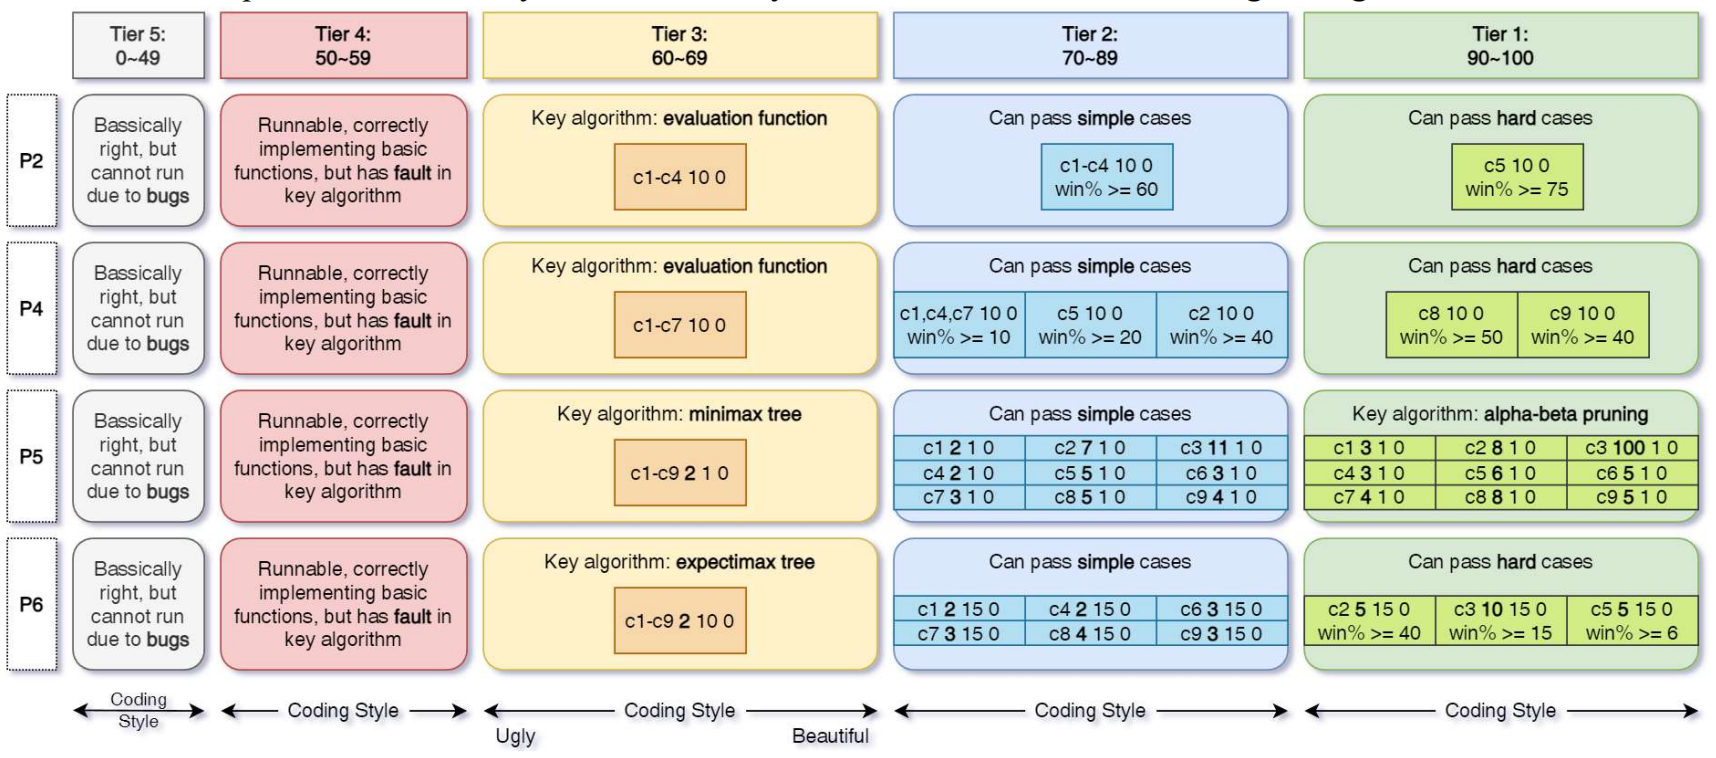 Tier 5:
0~49
Tier 4:
50~59
Tier 3:
60~69
Tier 2:
70~89
Tier 1:
90~100
P2
Bassically
right, but
cannot run
due to bugs
Runnable, correctly
implementing basic
functions, but has fault in
key algorithm
Key algorithm: evaluation function
c1-c4 10 0
Can pass simple cases
c1-c4 10 0
win% >= 60
Can pass hard cases
c5 10 0
win% >= 75
P4
Bassically
right, but
cannot run
due to bugs
Runnable, correctly
implementing basic
functions, but has fault in
key algorithm
Key algorithm: evaluation function
c1-c7 10 0
Can pass simple cases
c1,c4,c7 10 0
win% >= 10
c5 10 0
win% >= 20
c2 10 0
win% >= 40
Can pass hard cases
c8 10 0
win% >= 50
c9 10 0
win% >= 40
P5
Bassically
right, but
cannot run
due to bugs
Runnable, correctly
implementing basic
functions, but has fault in
key algorithm
Key algorithm: minimax tree
c1-c9 2 1 0
Can pass simple cases
c1 2 1 0
c2 7 1 0
c3 11 1 0
c4 2 1 0
c5 5 1 0
c6 3 1 0
c7 3 1 0
c8 5 1 0
c9 4 1 0
Key algorithm: alpha-beta pruning
c1 3 1 0
c2 8 1 0
c3 100 1 0
c4 3 1 0
c5 6 1 0
c6 5 1 0
c7 4 1 0
c8 8 1 0
c9 5 1 0
P6
Bassically
right, but
cannot run
due to bugs
Runnable, correctly
implementing basic
functions, but has fault in
key algorithm
Key algorithm: expectimax tree
c1-c9 2 10 0
Can pass simple cases
c1 2 15 0
c4 2 15 0
c6 3 15 0
c7 3 15 0
c8 4 15 0
c9 3 15 0
Can pass hard cases
c2 5 15 0
win% >= 40
c3 10 15 0
win% >= 15
c5 5 15 0
win% >= 6
Coding
Style
Coding Style
Coding Style
Ugly
Beautiful
Coding Style
Coding Style